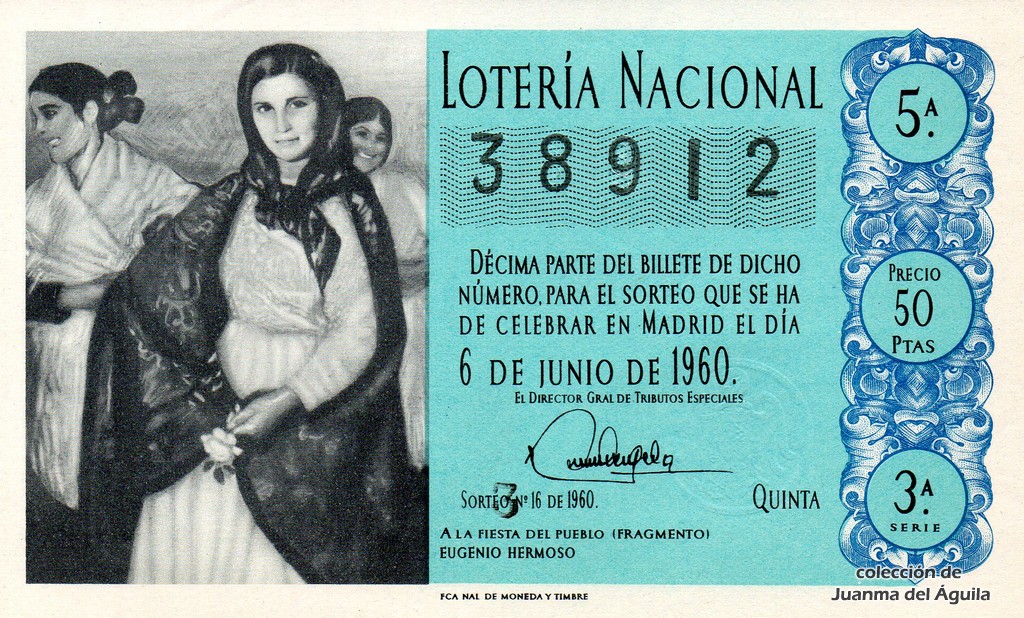 LOTERÍA NACIONAL
38912
DÉCIMA PARTE DEL BILLETE DE DICHO
NÚMERO, PARA EL SORTEO QUE SE HA
DE CELEBRAR EN MADRID EL DÍA
6 DE JUNIO DE 1960.
EL DIRECTOR GRAL DE TRIBUTOS ESPECIALES
SORTEO Nº 16 DE 1960.
3
QUINTA
A LA FIESTA DEL PUEBLO (FRAGMENTO)
EUGENIO HERMOSO
FCA NAL DE MONEDA Y TIMBRE
5.ª
PRECIO
50
PTAS
3.ª
SERIE
colección de
Juanma del Águila